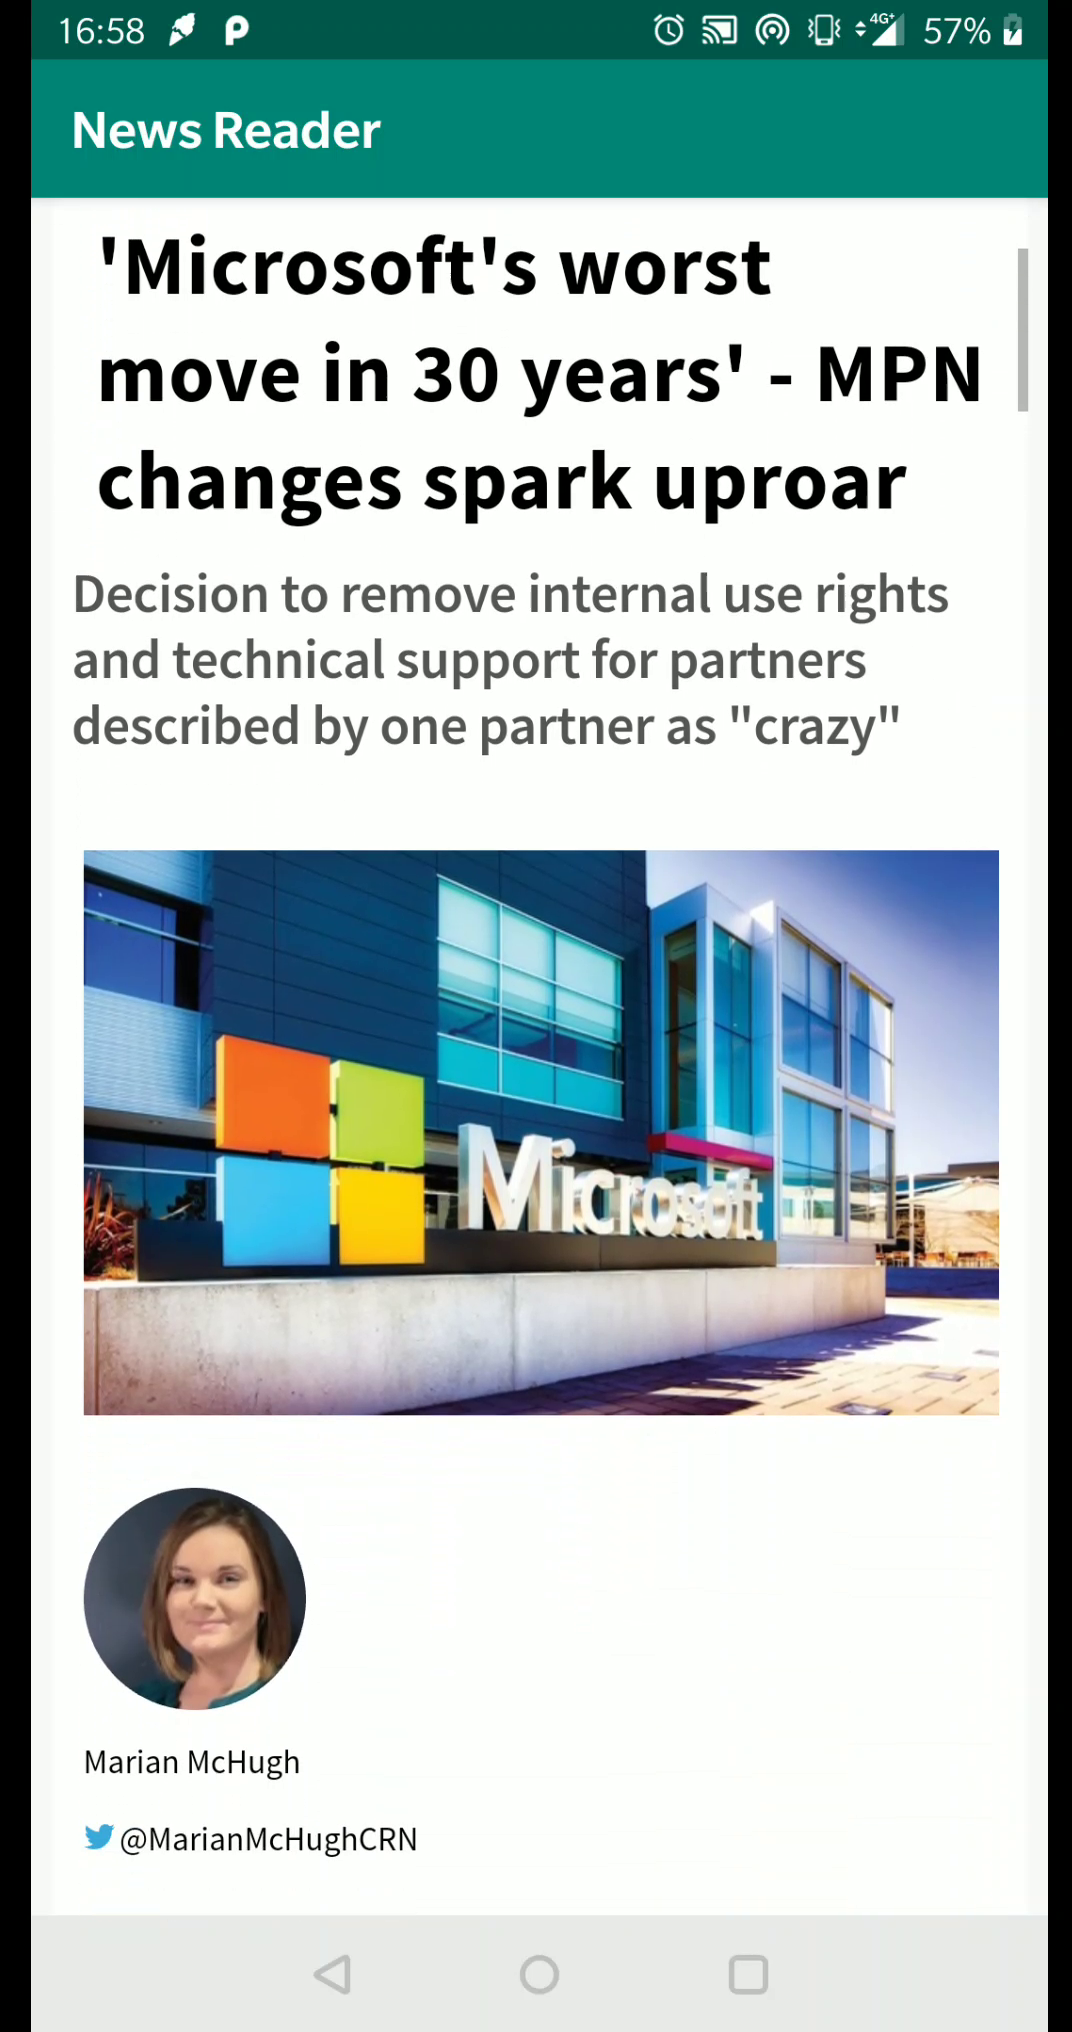 16:58 4G+ 57%
News Reader
'Microsoft's worst
move in 30 years' - MPN
changes spark uproar
Decision to remove internal use rights
and technical support for partners
described by one partner as "crazy"
Microsoft
Marian McHugh
@MarianMcHughCRN